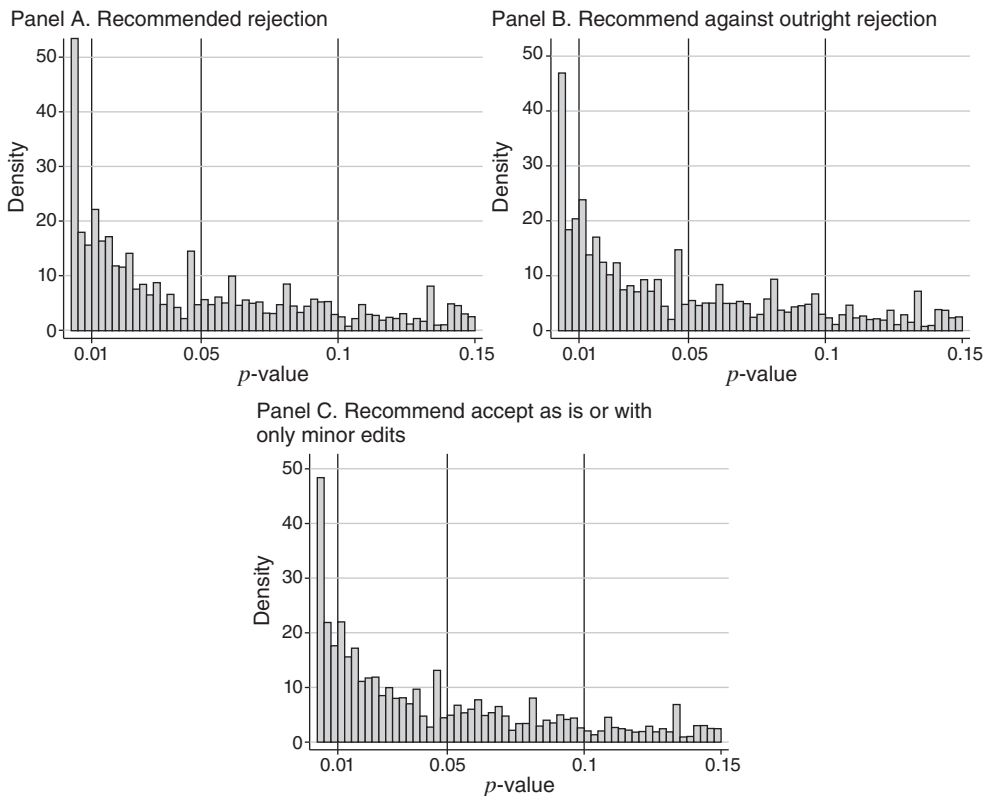 Panel A. Recommended rejection
Density
50
40
30
20
10
0
0.01 0.05 0.1 0.15
p-value
Panel B. Recommend against outright rejection
Density
50
40
30
20
10
0
0.01 0.05 0.1 0.15
p-value
Panel C. Recommend accept as is or with
only minor edits
Density
50
40
30
20
10
0
0.01 0.05 0.1 0.15
p-value